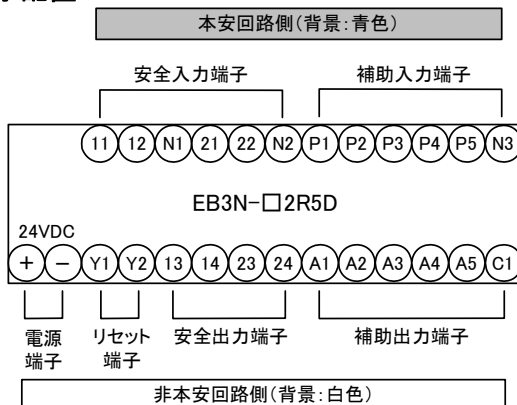 本安回路側(背景:青色)
安全入力端子 補助入力端子
11 12 N1 21 22 N2 P1 P2 P3 P4 P5 N3
EB3N-□2R5D
24VDC
+ − Y1 Y2 13 14 23 24 A1 A2 A3 A4 A5 C1
電源端子 リセット端子 安全出力端子 補助出力端子
非本安回路側(背景:白色)